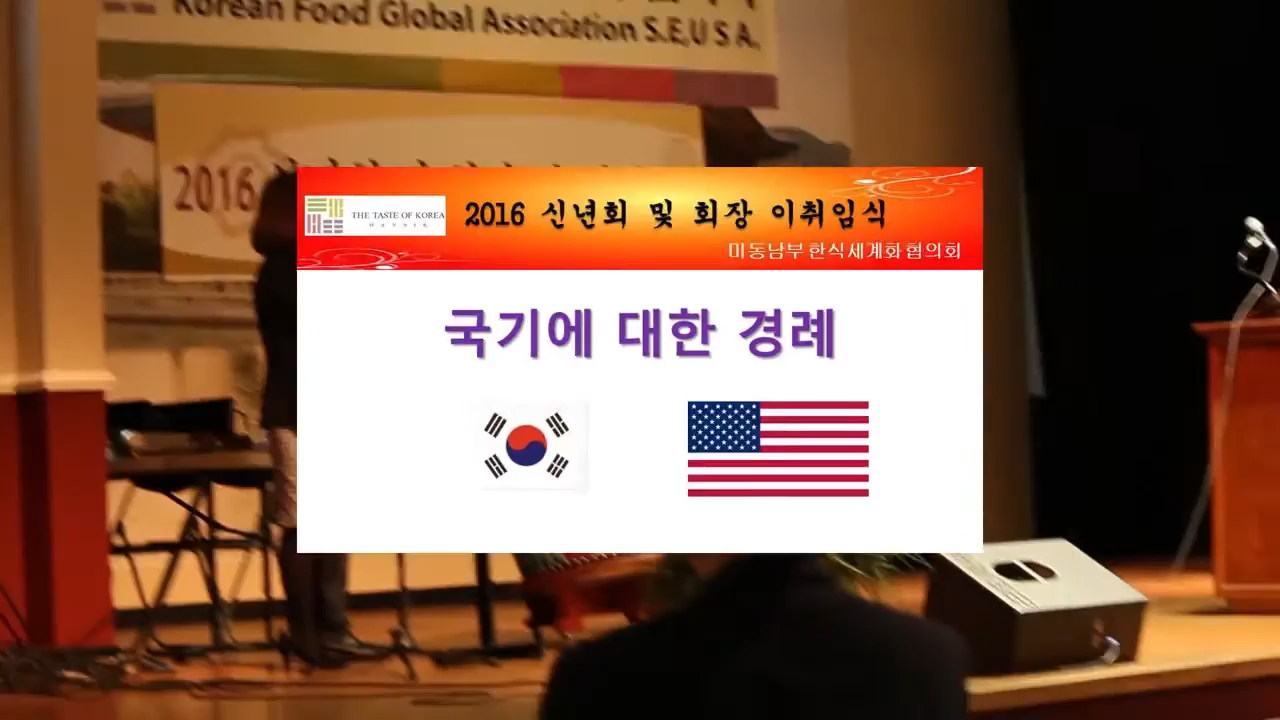 Korean Food Global Association S.E,U S A.
2016
THE TASTE OF KOREA
HANSIK
2016 신년회 및 회장 이취임식
미동남부 한식세계화협의회
국기에 대한 경례